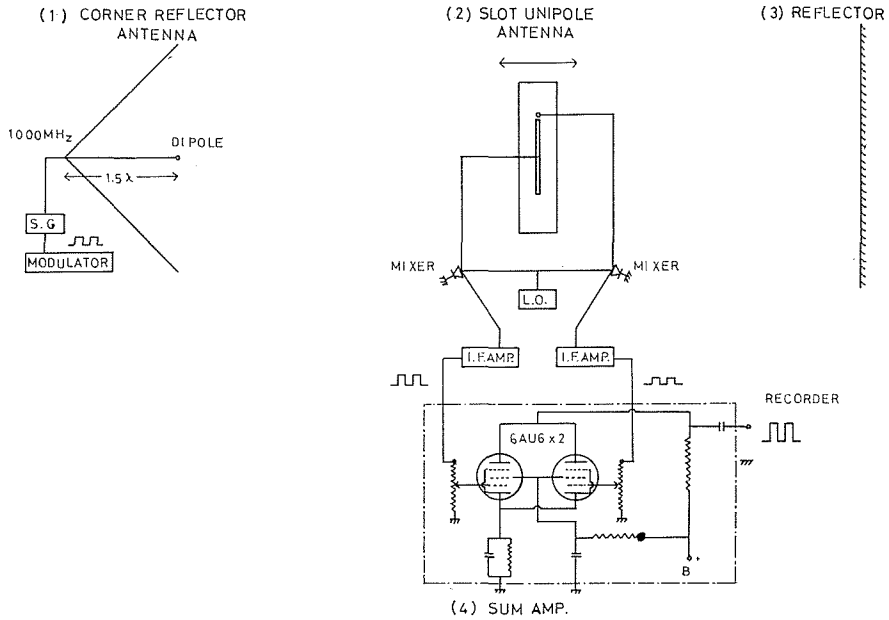 (1) CORNER REFLECTOR
ANTENNA
(2) SLOT UNIPOLE
ANTENNA
(3) REFLECTOR
1000MHz
DIPOLE
1.5λ
S.G
MODULATOR
MIXER
MIXER
L.O.
I.F.AMP.
I.F.AMP.
RECORDER
6AU6 x 2
B
+
(4) SUM AMP.